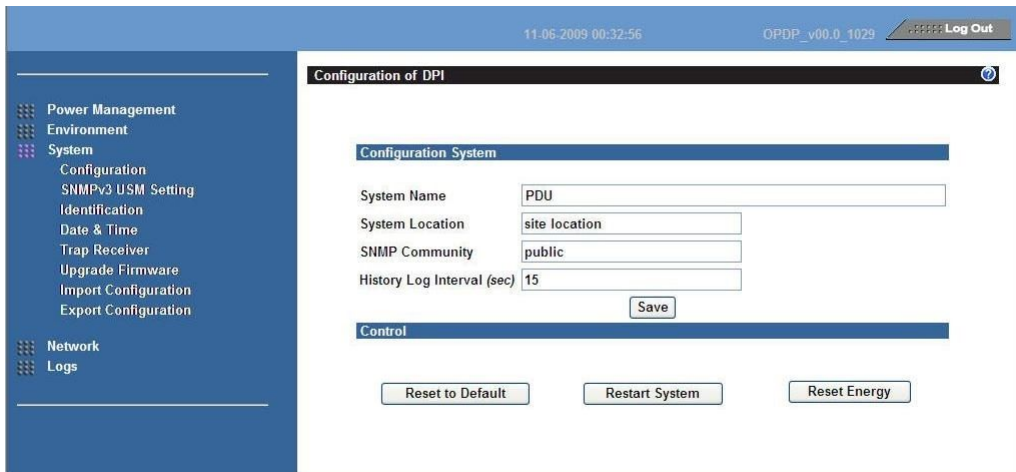 11-06-2009 00:32:56 OPDP_v00.0_1029 Log Out
Power Management
Environment
System
Configuration
SNMPv3 USM Setting
Identification
Date & Time
Trap Receiver
Upgrade Firmware
Import Configuration
Export Configuration
Network
Logs
Configuration of DPI ?
Configuration System
System Name PDU
System Location site location
SNMP Community public
History Log Interval (sec) 15
Save
Control
Reset to Default Restart System Reset Energy